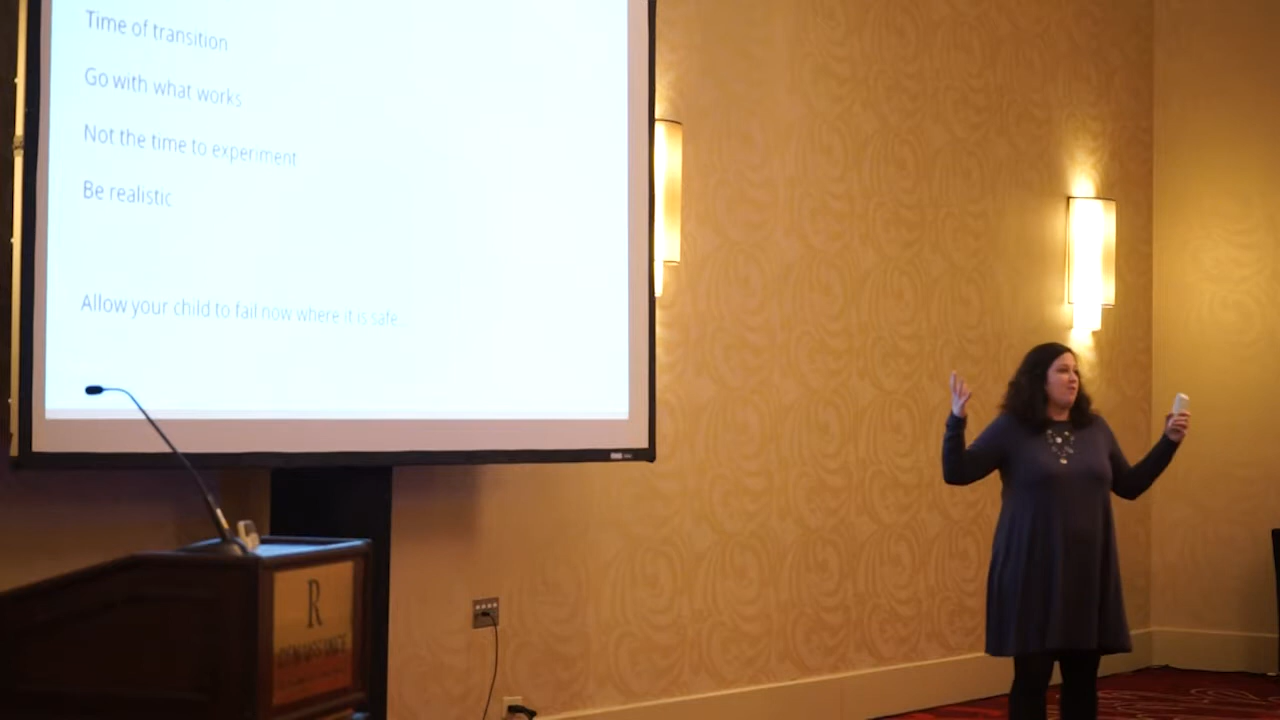 Time of transition
Go with what works
Not the time to experiment
Be realistic
Allow your child to fail now where it is safe...
R
RENAISSANCE